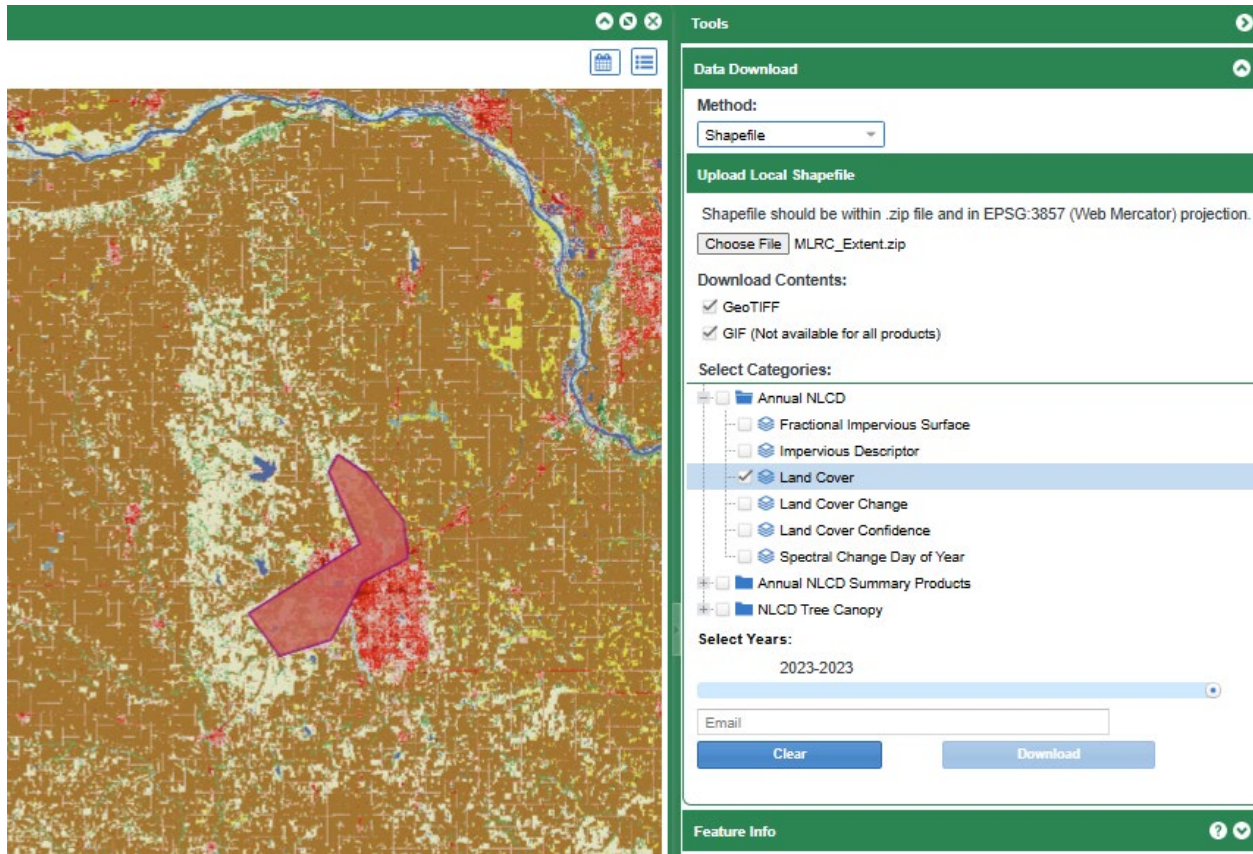 Tools
Data Download
Method:
Shapefile
Upload Local Shapefile
Shapefile should be within .zip file and in EPSG:3857 (Web Mercator) projection.
Choose File MLRC_Extent.zip
Download Contents:
GeoTIFF
GIF (Not available for all products)
Select Categories:
Annual NLCD
Fractional Impervious Surface
Impervious Descriptor
Land Cover
Land Cover Change
Land Cover Confidence
Spectral Change Day of Year
Annual NLCD Summary Products
NLCD Tree Canopy
Select Years:
2023-2023
Email
Clear Download
Feature Info ?